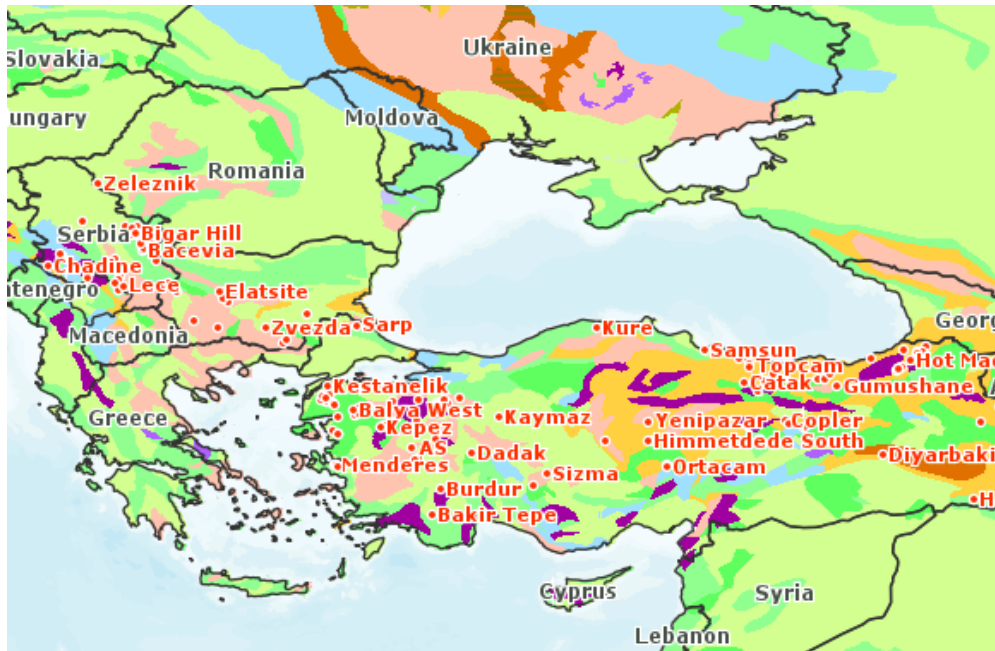 Ukraine
Slovakia
ungary
Moldova
Romania
Zeleznik
Serbia
Bigar Hill
Bacevia
Chadine
Lece
ntenegro
Elatsite
Zvezda
Sarp
Macedonia
Kure
Georg
Samsun
Topcam
Hot Mad
Catak
Gumushane
Kestanelik
Balya West
Greece
Kaymaz
Yenipazar
Copler
Kepez
Himmetdede South
AS
Dadak
Diyarbaki
Menderes
Sizma
Ortacam
Burdur
H
Bakir Tepe
Cyprus
Syria
Lebanon